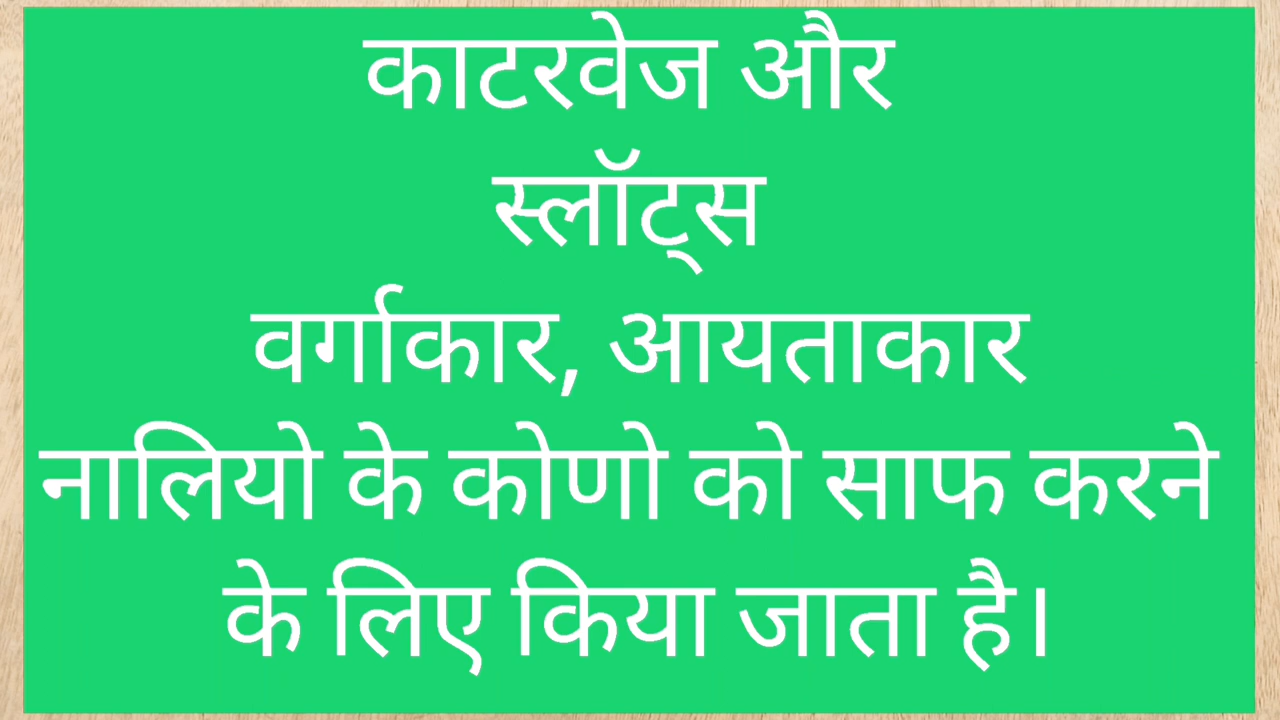 काटरवेज और
स्लॉट्स
वर्गाकार, आयताकार
नालियो के कोणो को साफ करने
के लिए किया जाता है।